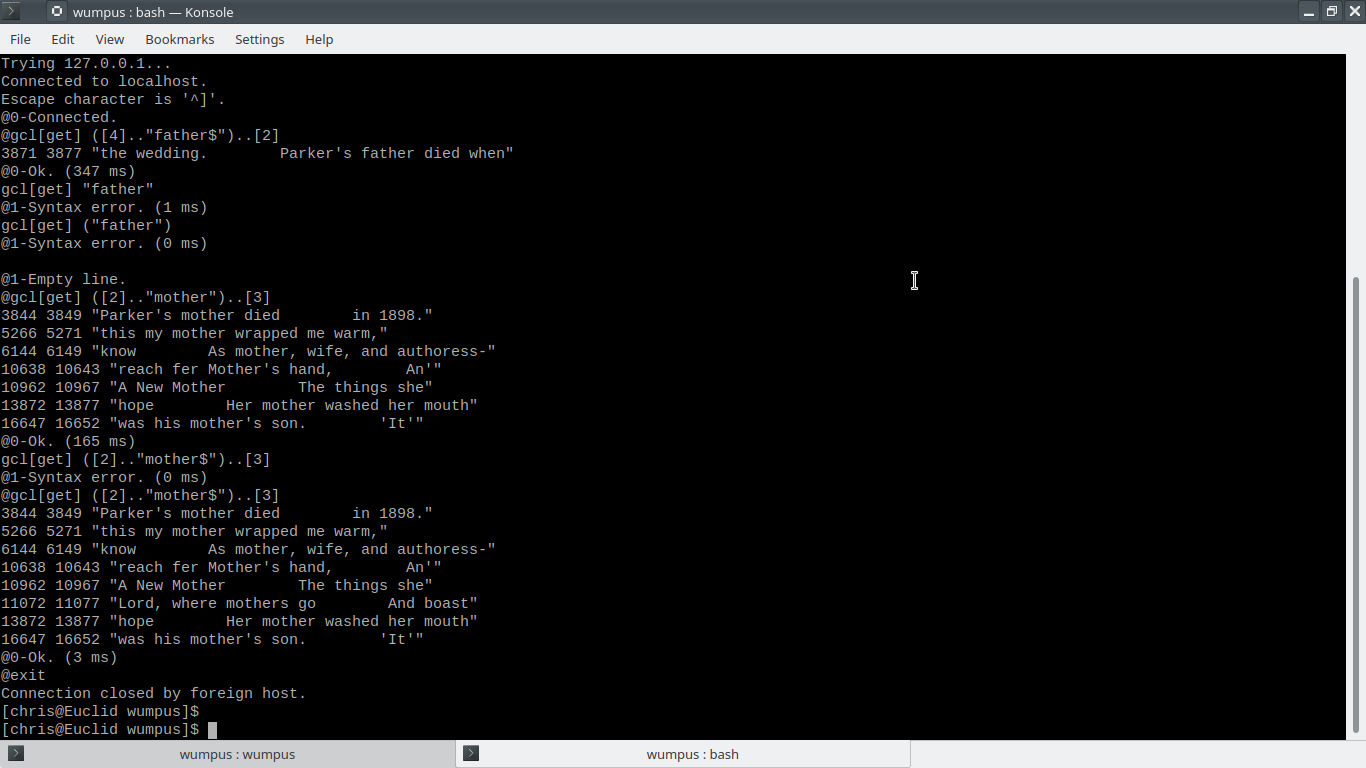 wumpus : bash — Konsole
File Edit View Bookmarks Settings Help
Trying 127.0.0.1...
Connected to localhost.
Escape character is '^]'.
@0-Connected.
@gcl[get] ([4].."father$")..[2]
3871 3877 "the wedding.        Parker's father died when"
@0-Ok. (347 ms)
gcl[get] "father"
@1-Syntax error. (1 ms)
gcl[get] ("father")
@1-Syntax error. (0 ms)

@1-Empty line.
@gcl[get] ([2].."mother")..[3]
3844 3849 "Parker's mother died        in 1898."
5266 5271 "this my mother wrapped me warm,"
6144 6149 "know        As mother, wife, and authoress-"
10638 10643 "reach fer Mother's hand,        An'"
10962 10967 "A New Mother        The things she"
13872 13877 "hope        Her mother washed her mouth"
16647 16652 "was his mother's son.        'It'"
@0-Ok. (165 ms)
gcl[get] ([2].."mother$")..[3]
@1-Syntax error. (0 ms)
@gcl[get] ([2].."mother$")..[3]
3844 3849 "Parker's mother died        in 1898."
5266 5271 "this my mother wrapped me warm,"
6144 6149 "know        As mother, wife, and authoress-"
10638 10643 "reach fer Mother's hand,        An'"
10962 10967 "A New Mother        The things she"
11072 11077 "Lord, where mothers go        And boast"
13872 13877 "hope        Her mother washed her mouth"
16647 16652 "was his mother's son.        'It'"
@0-Ok. (3 ms)
@exit
Connection closed by foreign host.
[chris@Euclid wumpus]$
[chris@Euclid wumpus]$
wumpus : wumpus
wumpus : bash